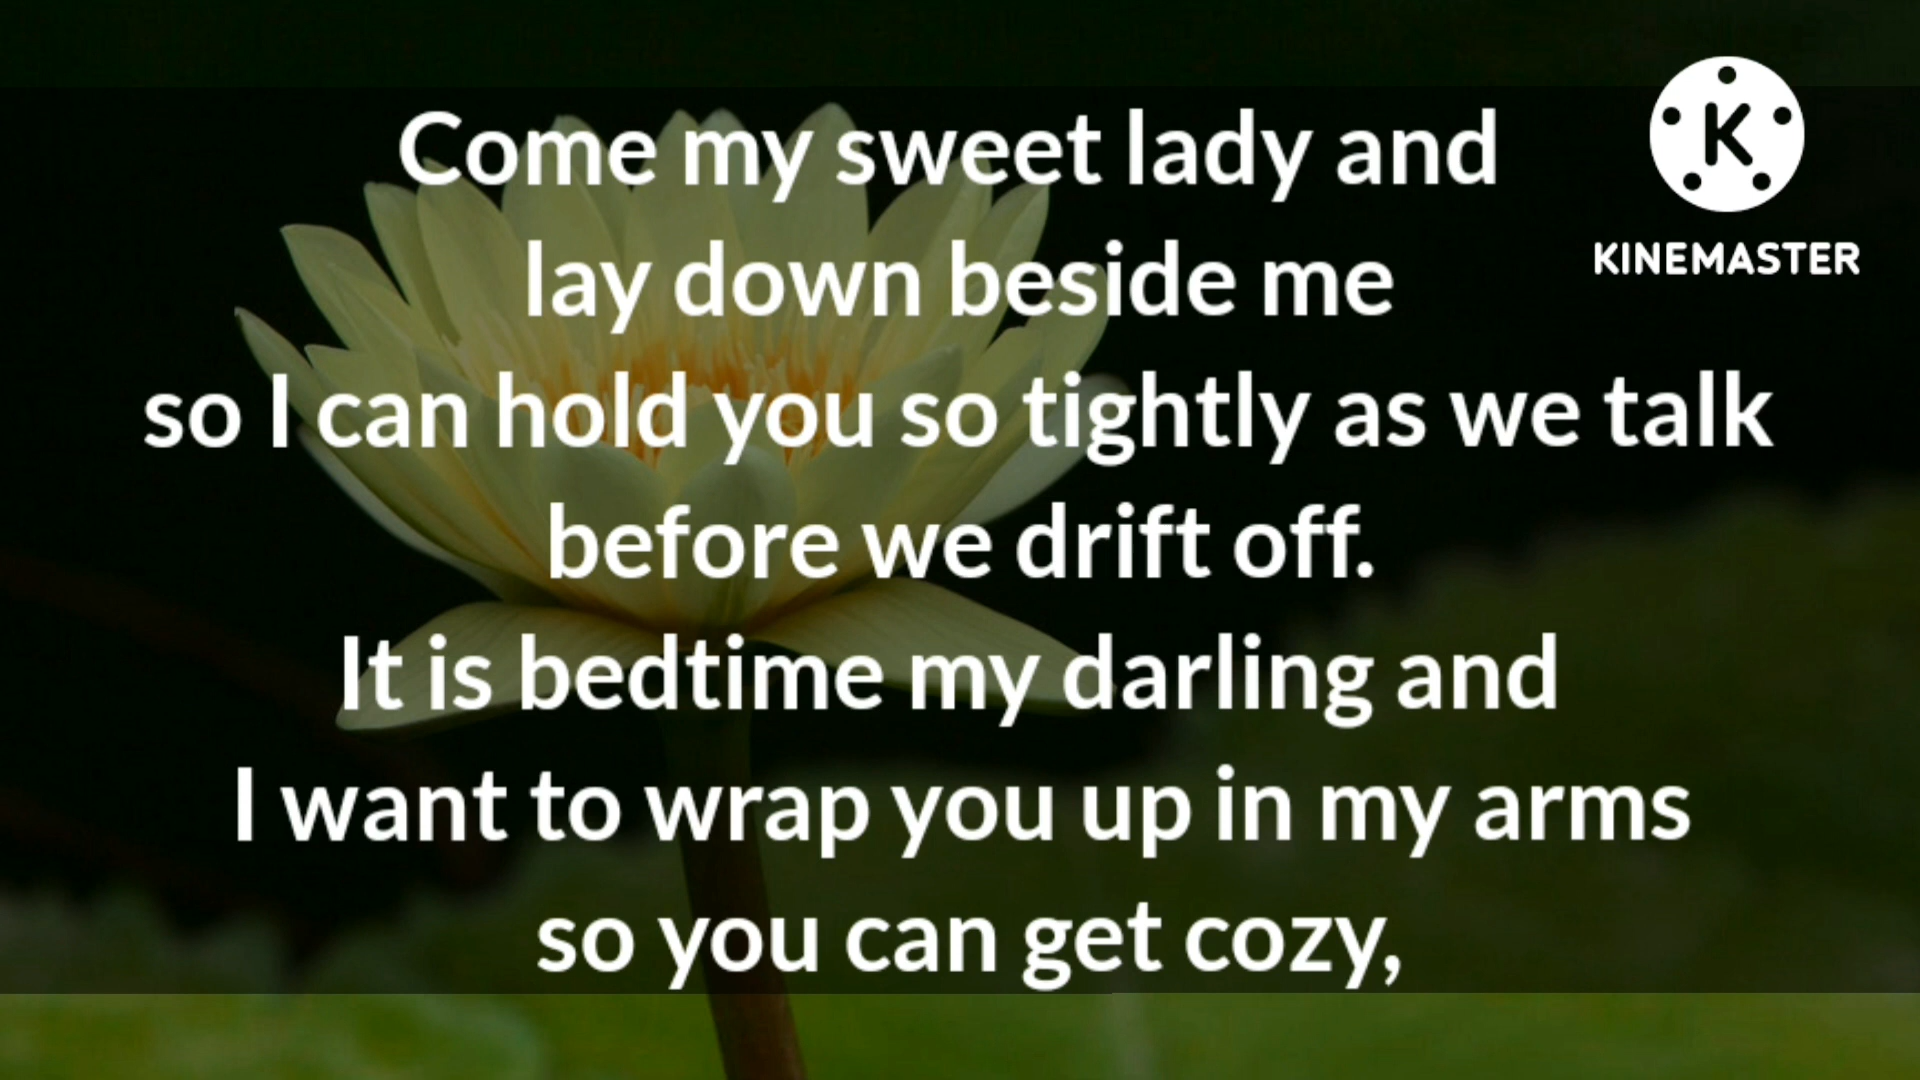 Come my sweet lady and
lay down beside me
so I can hold you so tightly as we talk
before we drift off.
It is bedtime my darling and
I want to wrap you up in my arms
so you can get cozy,
K
KINEMASTER